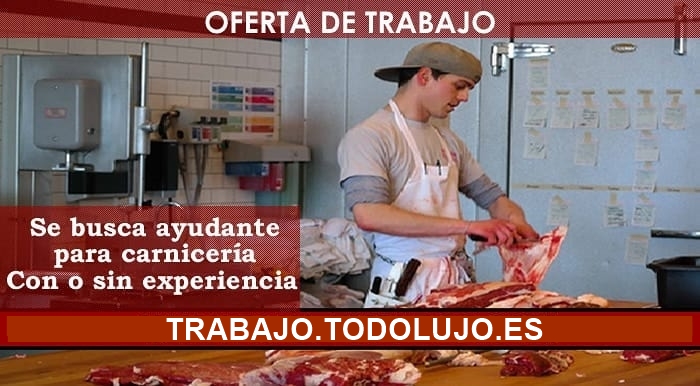 OFERTA DE TRABAJO
Se busca ayudante
para carnicería
Con o sin experiencia
TRABAJO.TODOLUJO.ES